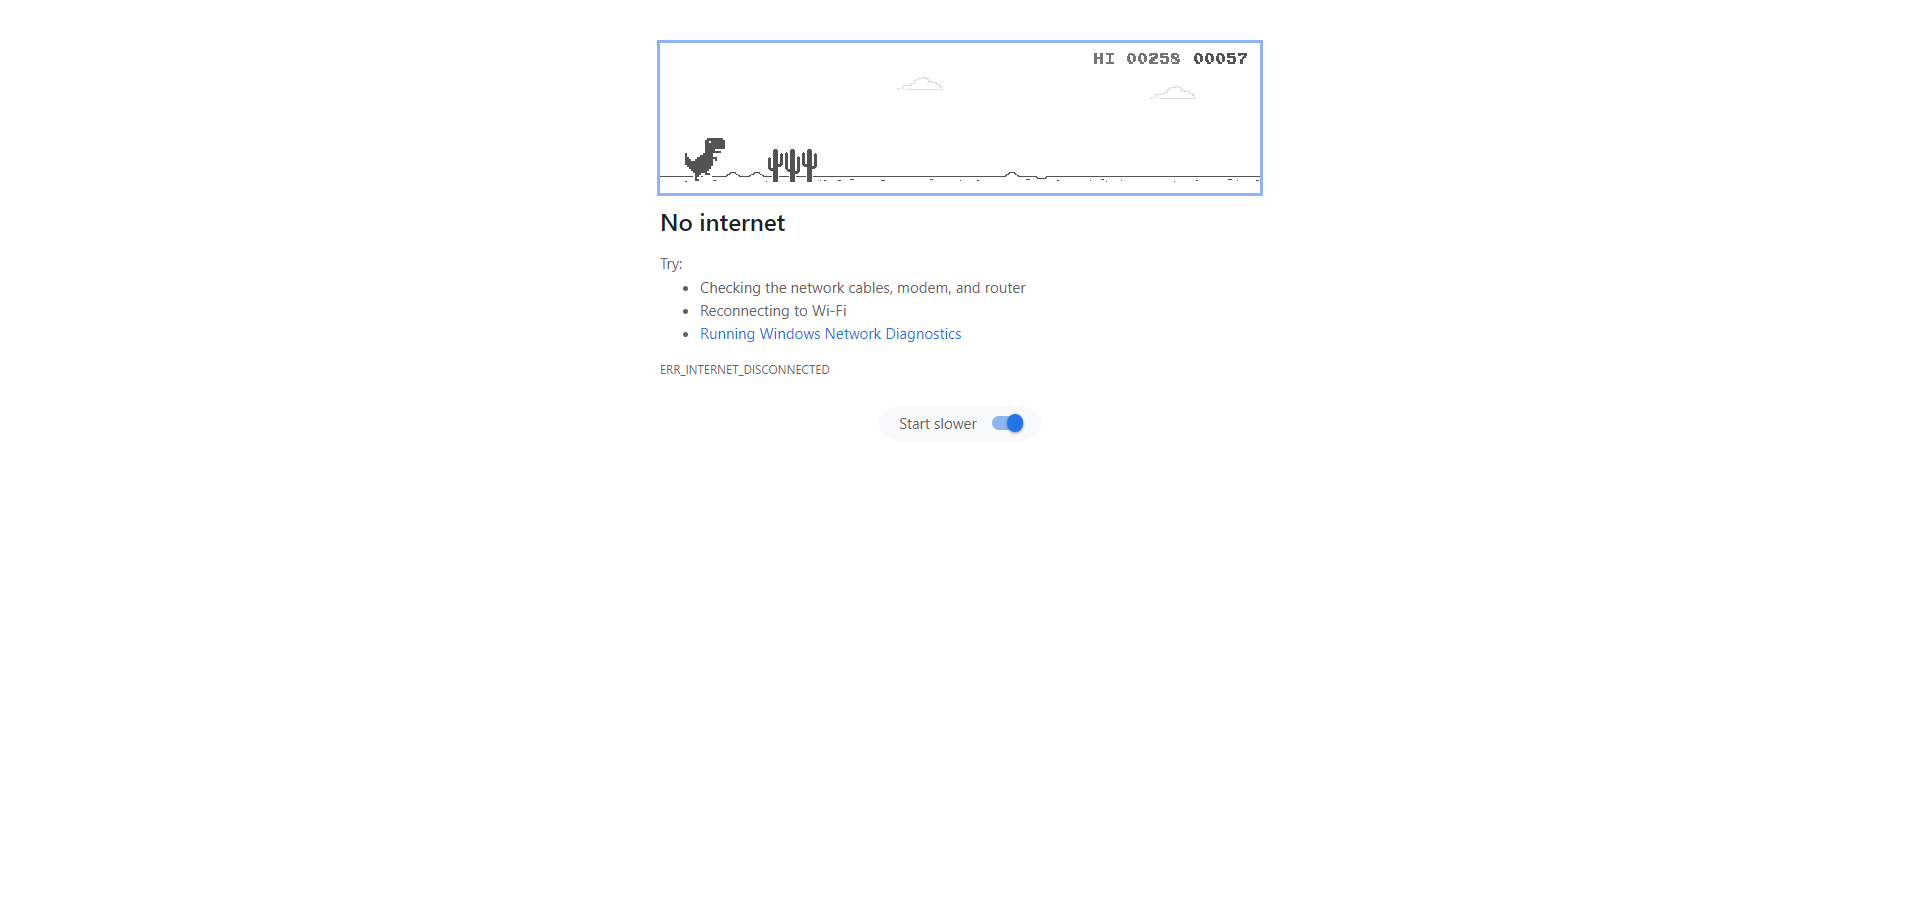 HI 00258 00057
No internet
Try:
Checking the network cables, modem, and router
Reconnecting to Wi-Fi
Running Windows Network Diagnostics
ERR_INTERNET_DISCONNECTED
Start slower